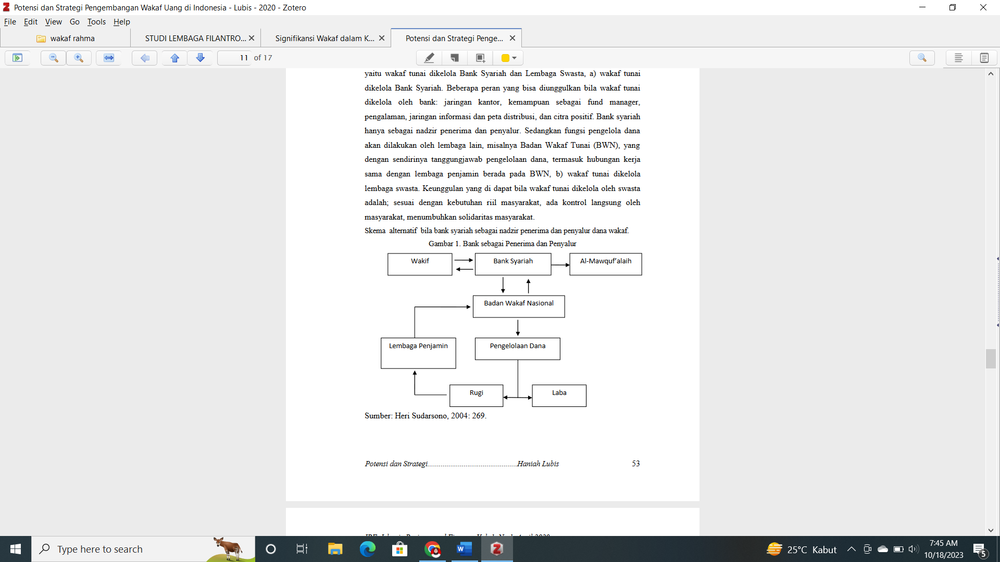 Potensi dan Strategi Pengembangan Wakaf Uang di Indonesia - Lubis - 2020 - Zotero
File Edit View Go Tools Help
wakaf rahma STUDI LEMBAGA FILANTRO... Signifikansi Wakaf dalam K... Potensi dan Strategi Penge...
11 of 17
yaitu wakaf tunai dikelola Bank Syariah dan Lembaga Swasta, a) wakaf tunai
dikelola Bank Syariah. Beberapa peran yang bisa diunggulkan bila wakaf tunai
dikelola oleh bank: jaringan kantor, kemampuan sebagai fund manager,
pengalaman, jaringan informasi dan peta distribusi, dan citra positif. Bank syariah
hanya sebagai nadzir penerima dan penyalur. Sedangkan fungsi pengelola dana
akan dilakukan oleh lembaga lain, misalnya Badan Wakaf Tunai (BWN), yang
dengan sendirinya tanggungjawab pengelolaan dana, termasuk hubungan kerja
sama dengan lembaga penjamin berada pada BWN, b) wakaf tunai dikelola
lembaga swasta. Keunggulan yang di dapat bila wakaf tunai dikelola oleh swasta
adalah; sesuai dengan kebutuhan riil masyarakat, ada kontrol langsung oleh
masyarakat, menumbuhkan solidaritas masyarakat.
Skema alternatif bila bank syariah sebagai nadzir penerima dan penyalur dana wakaf.
Gambar 1. Bank sebagai Penerima dan Penyalur
Wakif Bank Syariah Al-Mawquf’alaih
Badan Wakaf Nasional
Lembaga Penjamin Pengelolaan Dana
Rugi Laba
Sumber: Heri Sudarsono, 2004: 269.
Potensi dan Strategi...............................................Haniah Lubis 53
Type here to search
25°C Kabut
7:45 AM
10/18/2023
5